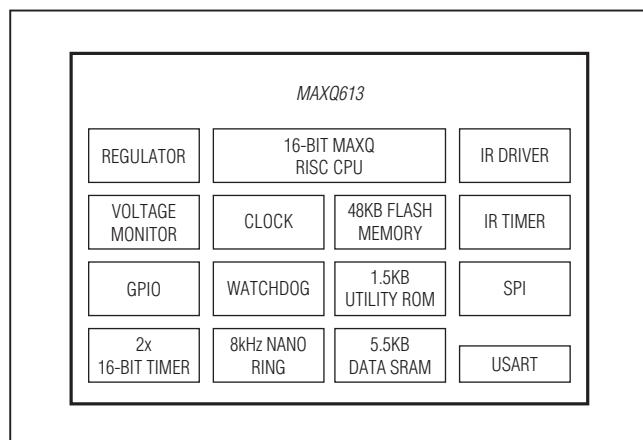 MAXQ613
REGULATOR
16-BIT MAXQ
RISC CPU
IR DRIVER
VOLTAGE
MONITOR
CLOCK
48KB FLASH
MEMORY
IR TIMER
GPIO
WATCHDOG
1.5KB
UTILITY ROM
SPI
2x
16-BIT TIMER
8kHz NANO
RING
5.5KB
DATA SRAM
USART